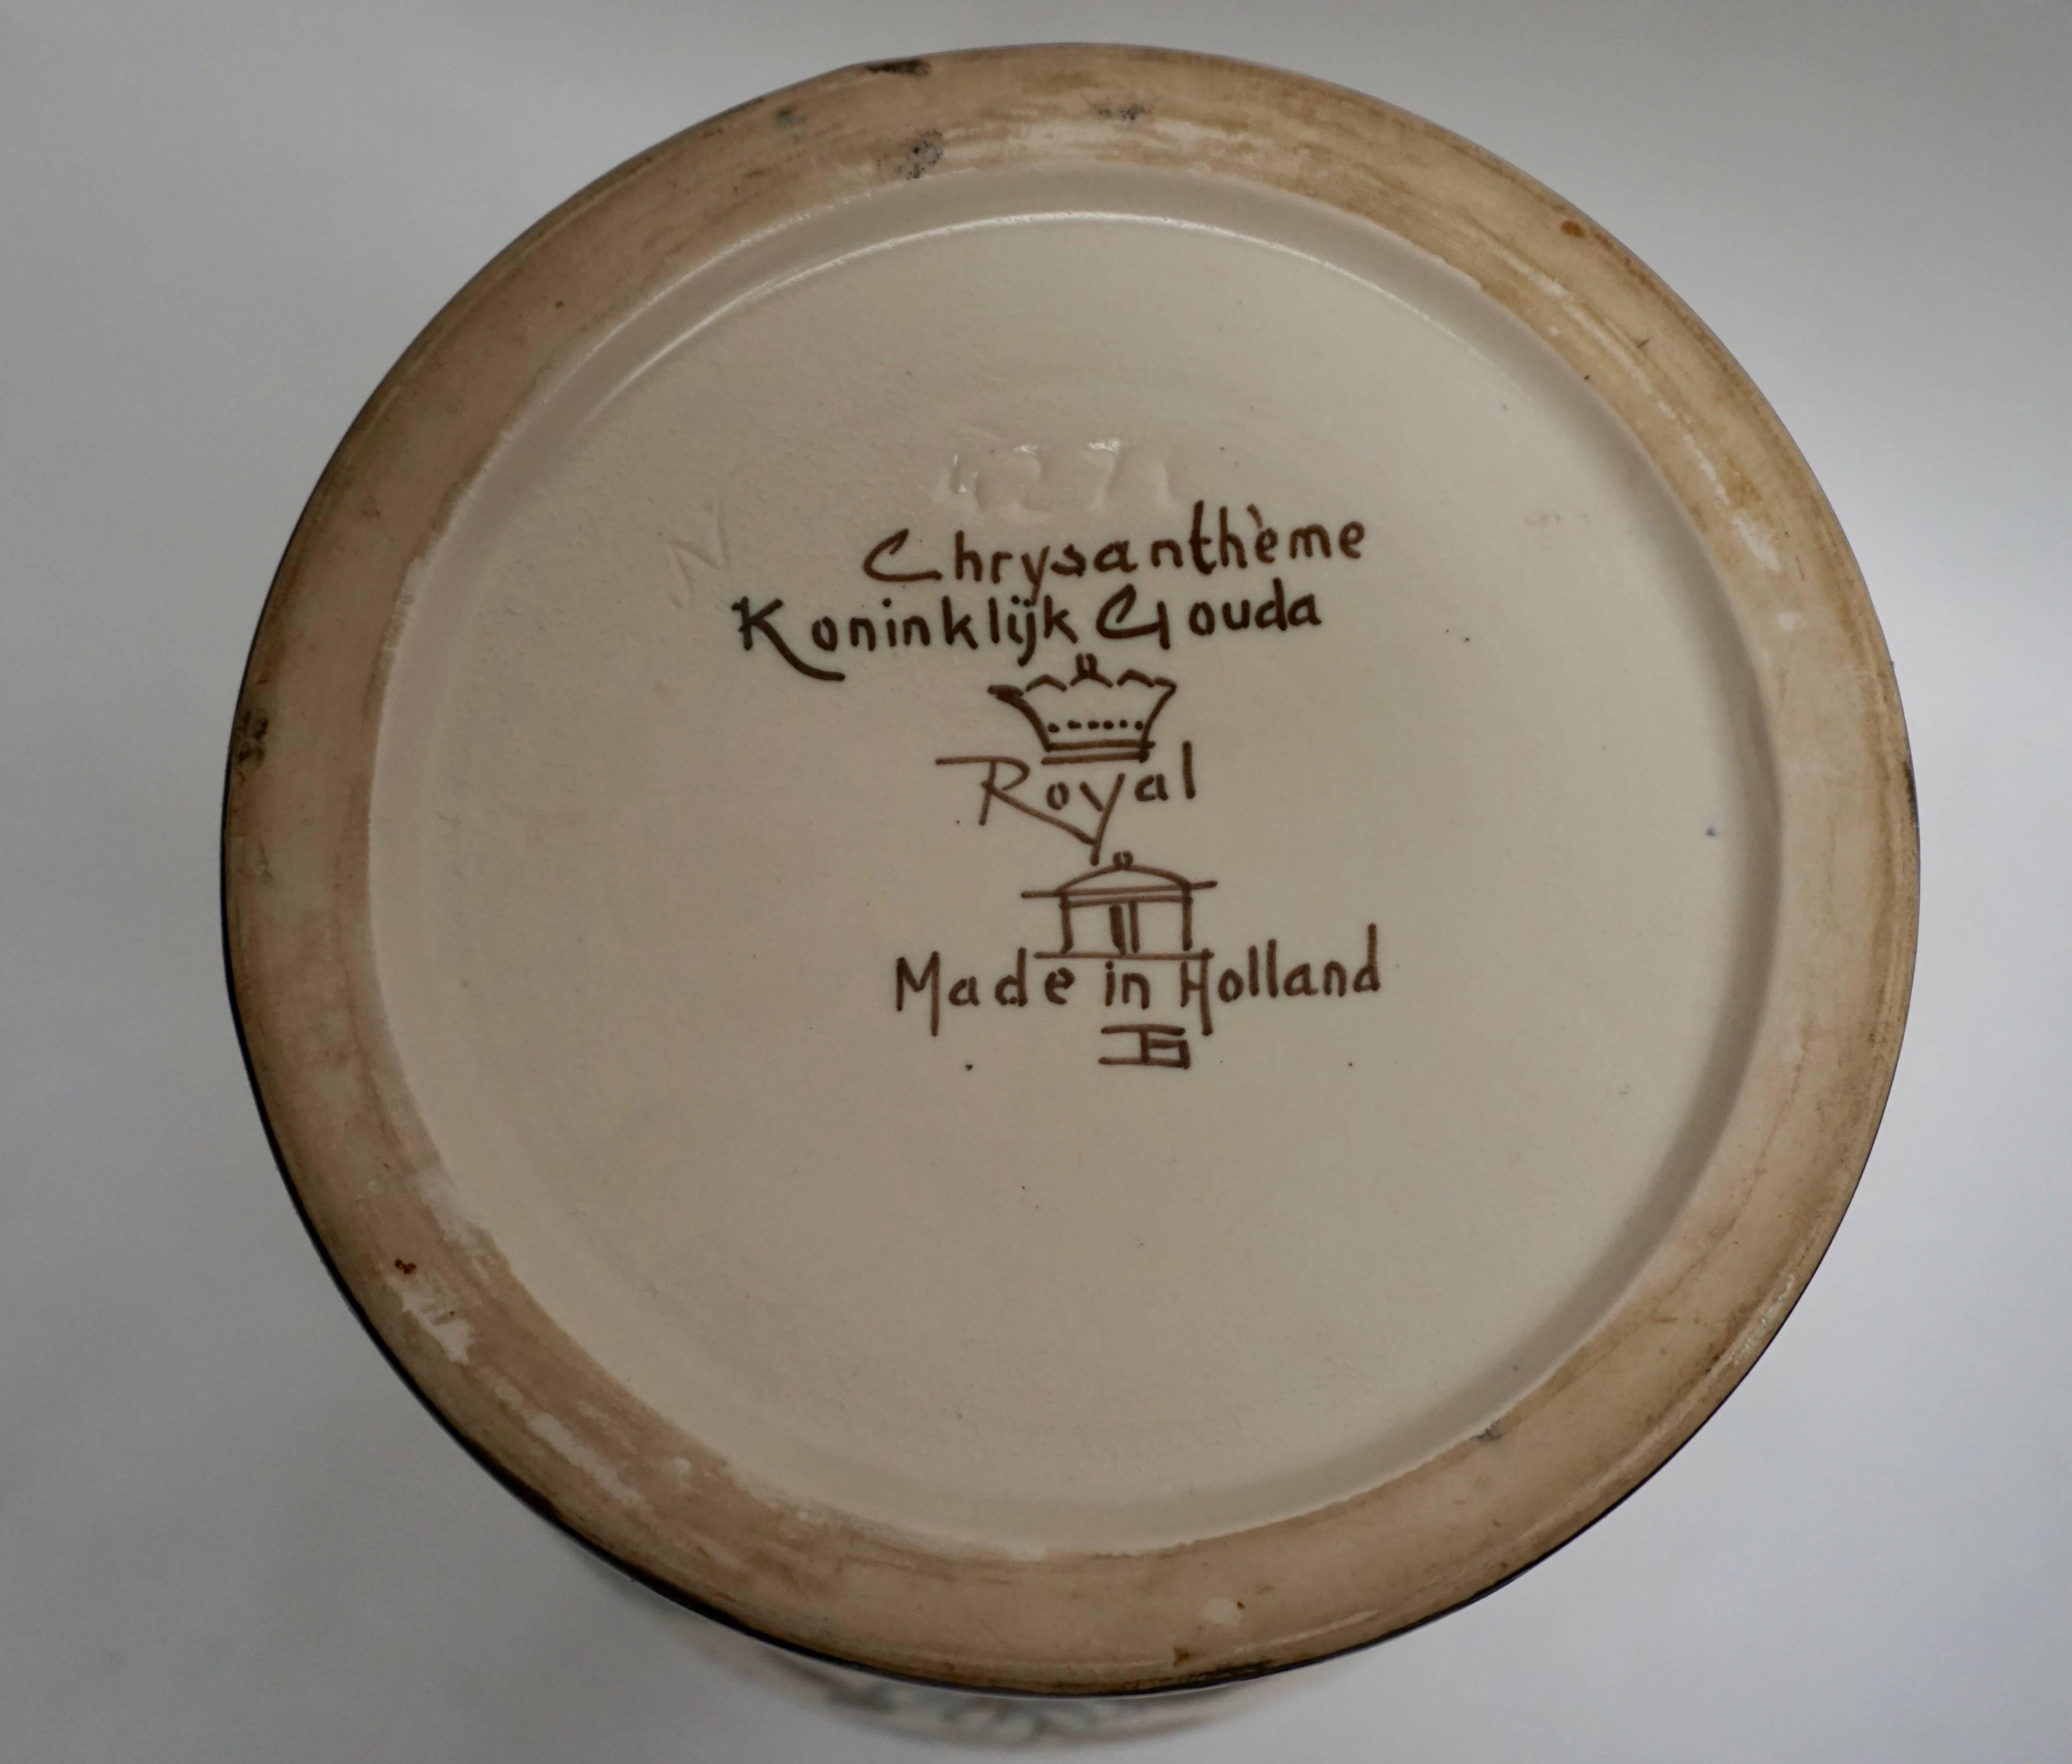 Chrysanthème
Koninklijk Gouda
Royal
Made in Holland